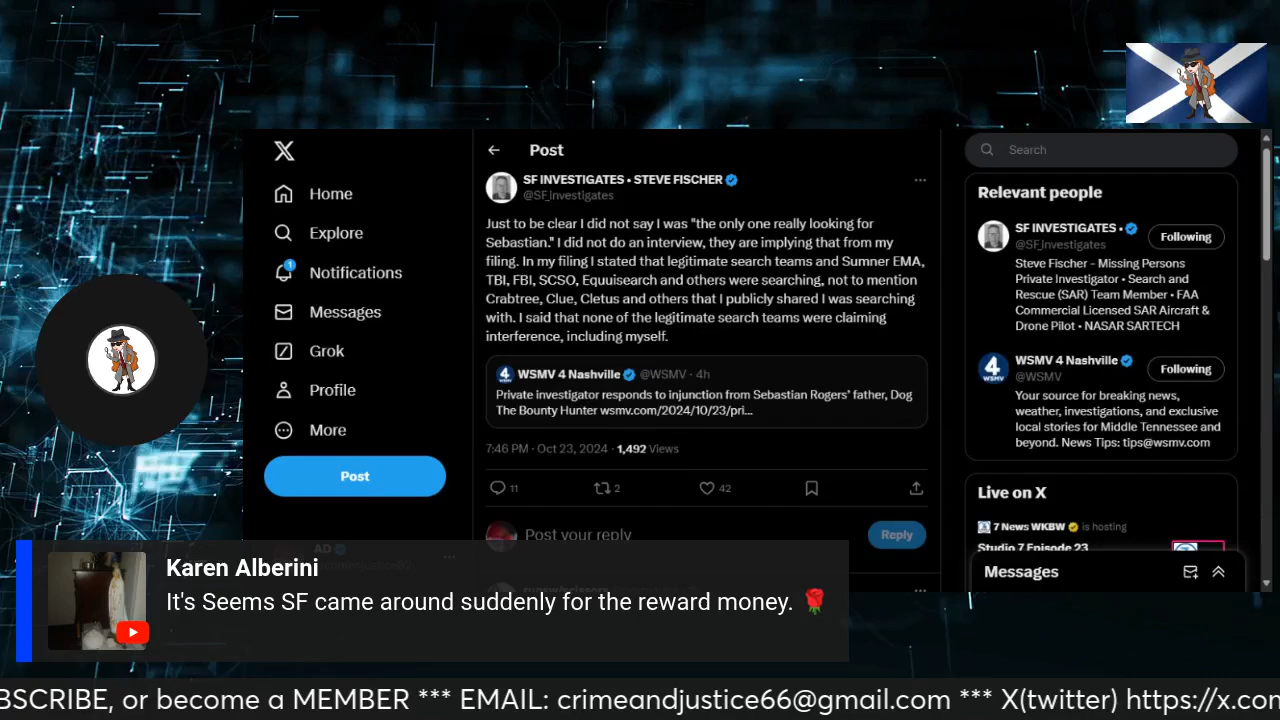 Home
Explore
1
Notifications
Messages
Grok
Profile
More
Post
Post
SF INVESTIGATES • STEVE FISCHER
@SF_Investigates
Just to be clear I did not say I was "the only one really looking for
Sebastian." I did not do an interview, they are implying that from my
filing. In my filing I stated that legitimate search teams and Sumner EMA,
TBI, FBI, SCSO, Equuisearch and others were searching, not to mention
Crabtree, Clue, Cletus and others that I publicly shared I was searching
with. I said that none of the legitimate search teams were claiming
interference, including myself.
4 WSMV
WSMV 4 Nashville @WSMV · 4h
Private investigator responds to injunction from Sebastian Rogers' father, Dog
The Bounty Hunter wsmv.com/2024/10/23/pri...
7:46 PM · Oct 23, 2024 · 1,492 Views
11
2
42
Post your reply
Reply
Search
Relevant people
SF INVESTIGATES •
@SF_Investigates
Following
Steve Fischer - Missing Persons
Private Investigator • Search and
Rescue (SAR) Team Member • FAA
Commercial Licensed SAR Aircraft &
Drone Pilot • NASAR SARTECH
4 WSMV
WSMV 4 Nashville
@WSMV
Following
Your source for breaking news,
weather, investigations, and exclusive
local stories for Middle Tennessee and
beyond. News Tips: tips@wsmv.com
Live on X
7 News WKBW is hosting
Studio 7 Episode 23
Messages
AD
Karen Alberini
It's Seems SF came around suddenly for the reward money. 🌹
BSCRIBE, or become a MEMBER *** EMAIL: crimeandjustice66@gmail.com *** X(twitter) https://x.con